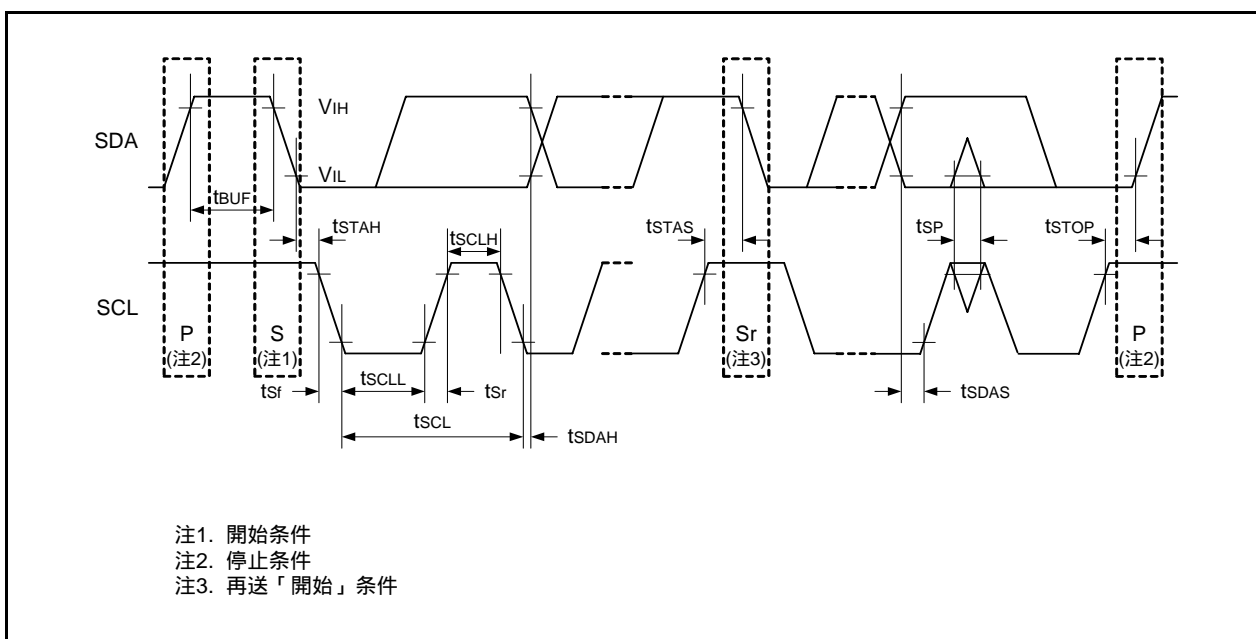 SDA
VIH
VIL
tBUF
tSTAH
tSCLH
tSTAS
tSP
tSTOP
SCL
P
(注2)
S
(注1)
Sr
(注3)
P
(注2)
tSf
tSCLL
tSr
tSDAS
tSCL
tSDAH
注1. 開始条件
注2. 停止条件
注3. 再送「開始」条件